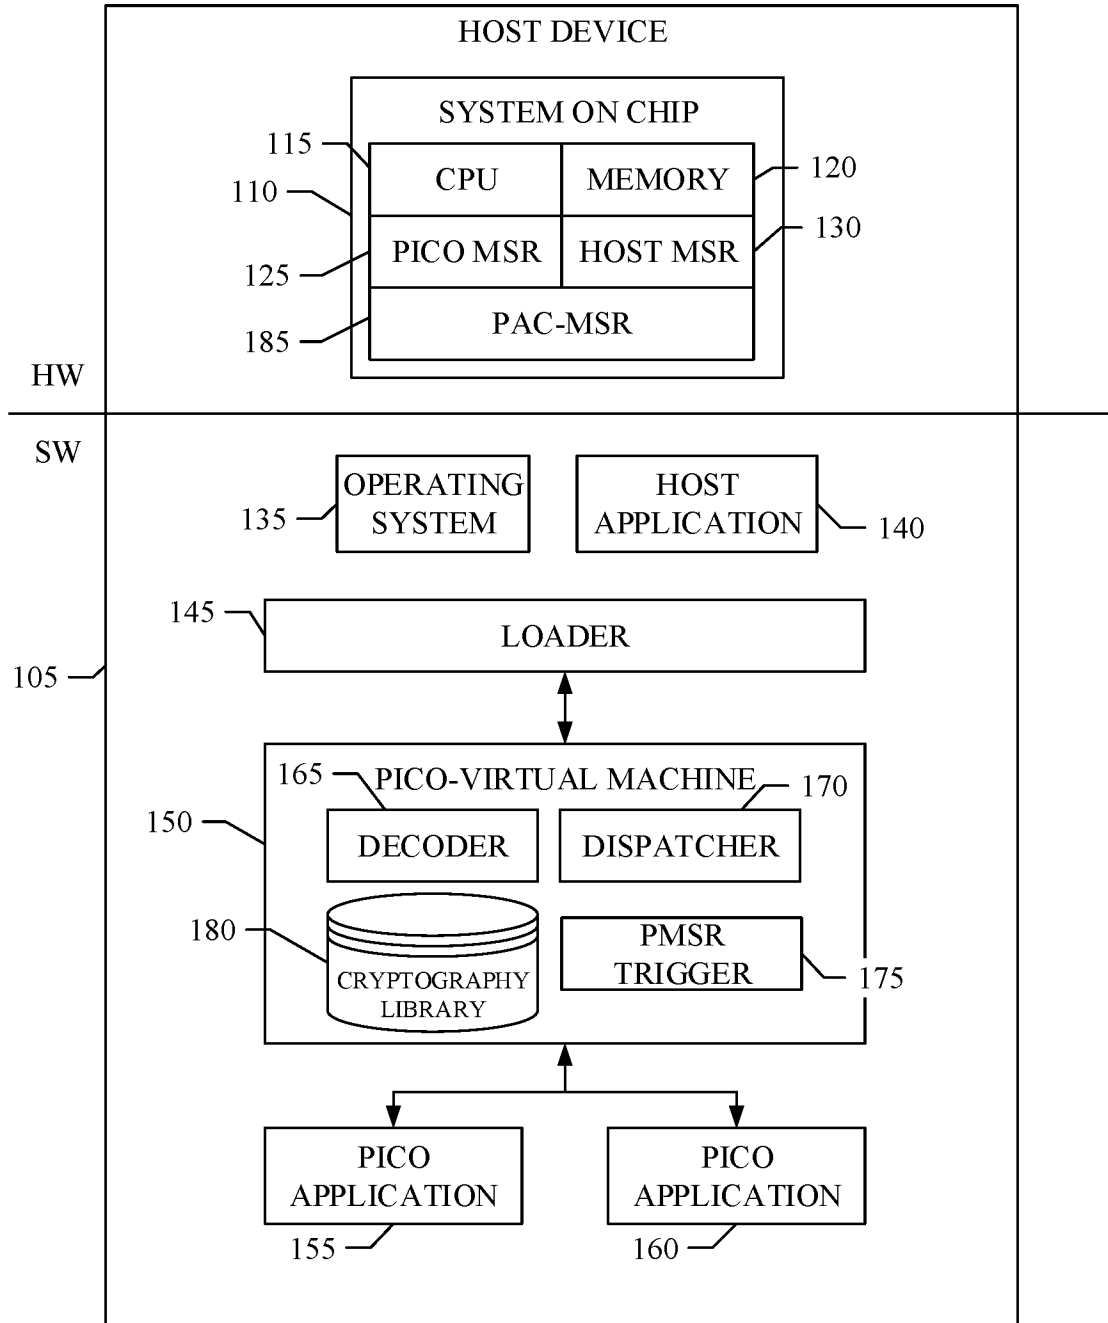 HOST DEVICE
SYSTEM ON CHIP
115
CPU
MEMORY
120
110
PICO MSR
HOST MSR
130
125
PAC-MSR
185
HW
SW
OPERATING
SYSTEM
135
HOST
APPLICATION
140
145
LOADER
105
PICO-VIRTUAL MACHINE
165
170
150
DECODER
DISPATCHER
180
CRYPTOGRAPHY
LIBRARY
PMSR
TRIGGER
175
PICO
APPLICATION
155
PICO
APPLICATION
160